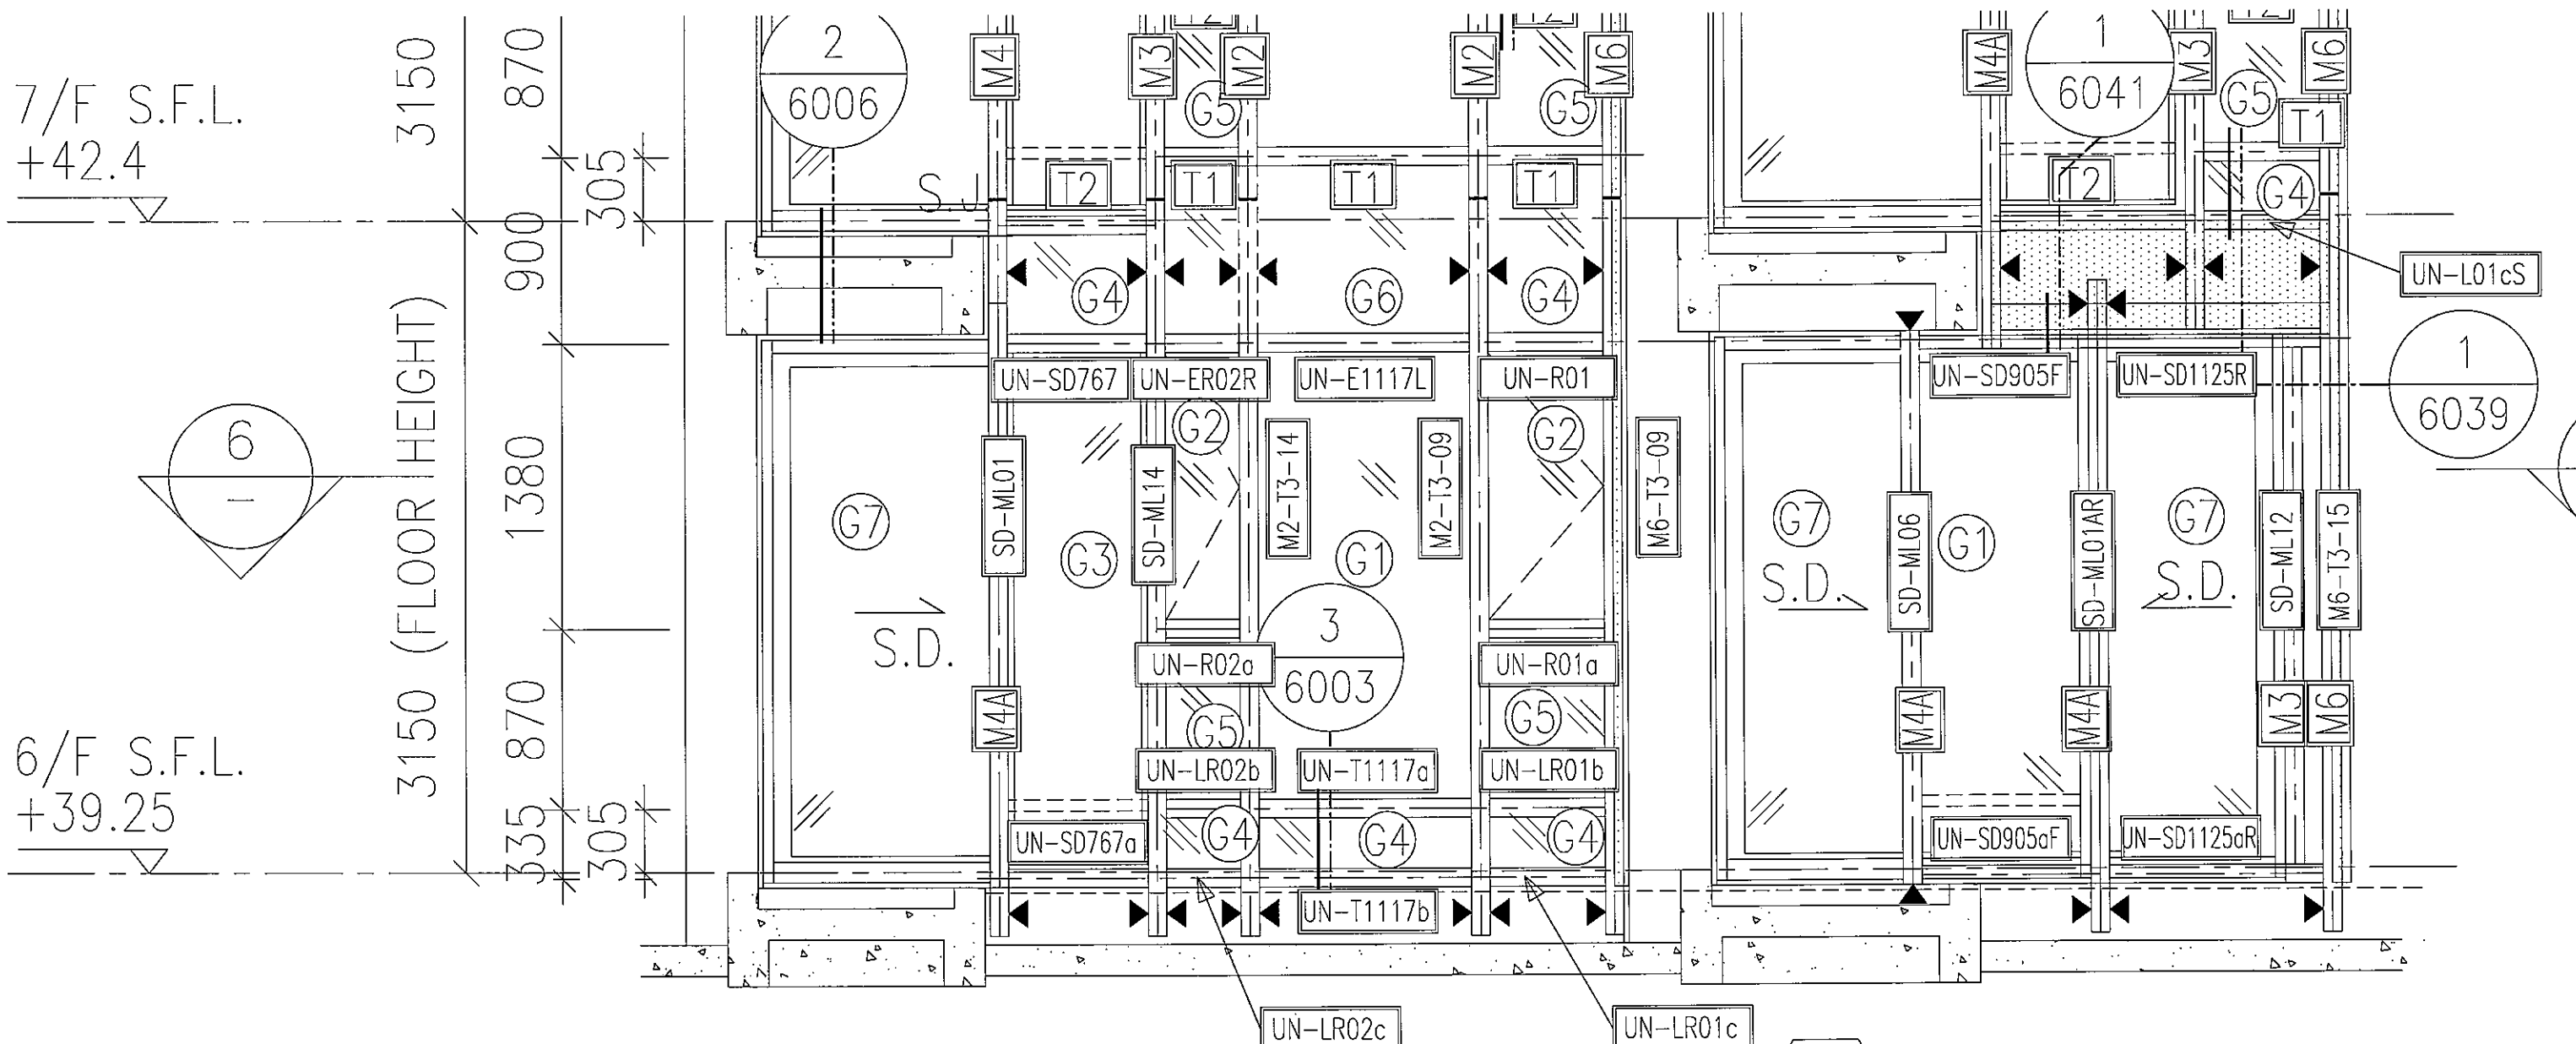 7/F S.F.L.
+42.4
6/F S.F.L.
+39.25
3150
3150 (FLOOR HEIGHT)
870
900
1380
870
335
305
305
6
–
2
6006
M4
M3
M2
M2
M6
M4A
1
6041
M3
M6
G5
G5
G5
T1
S.J
T2
T1
T1
T1
T2
G4
G4
G6
G4
UN-L01cS
UN-SD767
UN-ER02R
UN-E1117L
UN-R01
UN-SD905F
UN-SD1125R
1
6039
G2
G2
SD-ML01
SD-ML14
M2-T3-14
M2-T3-09
M6-T3-09
SD-ML06
SD-ML01AR
SD-ML12
M6-T3-15
G7
G3
G1
G7
G1
G7
S.D.
S.D.
S.D.
3
6003
UN-R02a
UN-R01a
M4A
G5
G5
M4A
M4A
M3
M6
UN-LR02b
UN-T1117a
UN-LR01b
UN-SD767a
G4
G4
G4
UN-SD905aF
UN-SD1125aR
UN-T1117b
UN-LR02c
UN-LR01c